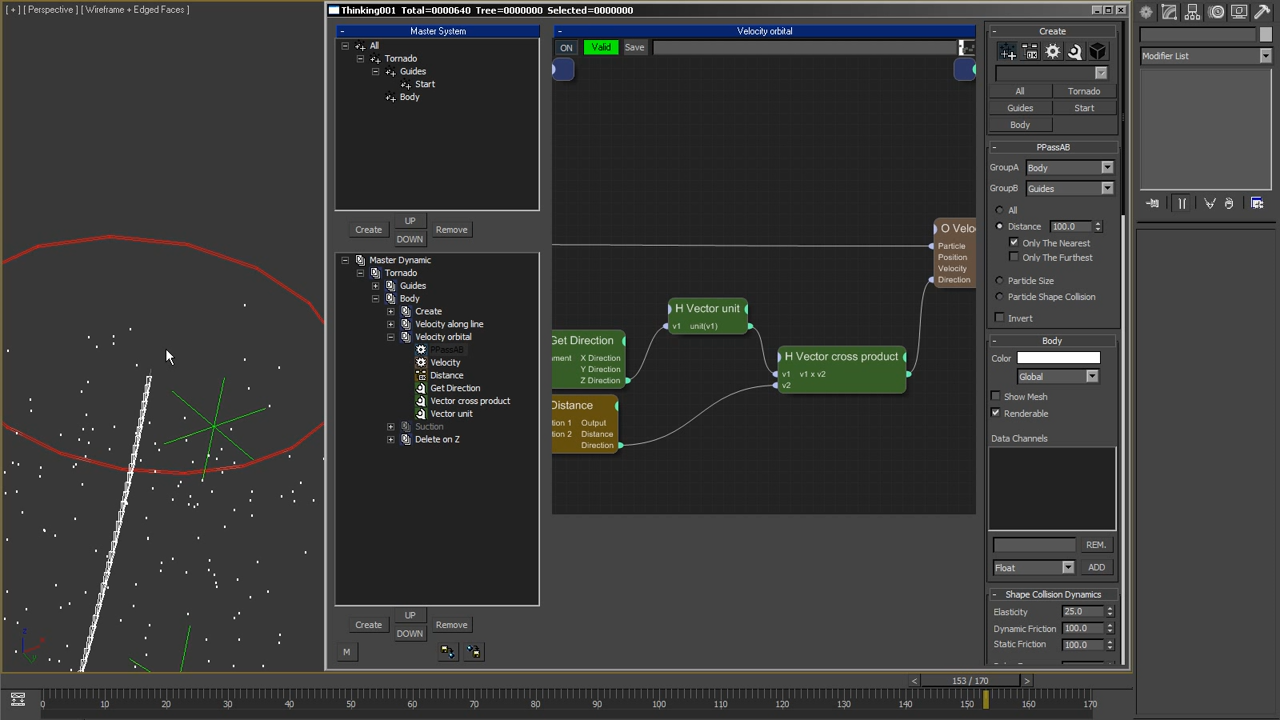 [ + ] [ Perspective ] [ Wireframe + Edged Faces ]
Thinking001 Total=0000640 Tree=0000000 Selected=0000000
Master System
All
Tornado
Guides
Start
Body
Create
UP
DOWN
Remove
Master Dynamic
Tornado
Guides
Body
Create
Velocity along line
Velocity orbital
PPassAB
Velocity
Distance
Get Direction
Vector cross product
Vector unit
Suction
Delete on Z
Create
UP
DOWN
Remove
M
Velocity orbital
ON
Valid
Save
O Velo
Particle
Position
Velocity
Direction
H Vector unit
v1 unit(v1)
Get Direction
ment X Direction
Y Direction
Z Direction
H Vector cross product
v1 v1 x v2
v2
Distance
tion 1 Output
tion 2 Distance
Direction
Create
All
Tornado
Guides
Start
Body
PPassAB
GroupA Body
GroupB Guides
All
Distance 100.0
Only The Nearest
Only The Furthest
Particle Size
Particle Shape Collision
Invert
Body
Color
Global
Show Mesh
Renderable
Data Channels
REM.
Float
ADD
Shape Collision Dynamics
Elasticity 25.0
Dynamic Friction 100.0
Static Friction 100.0
Modifier List
< 153 / 170 >
0 10 20 30 40 50 60 70 80 90 100 110 120 130 140 150 160 170